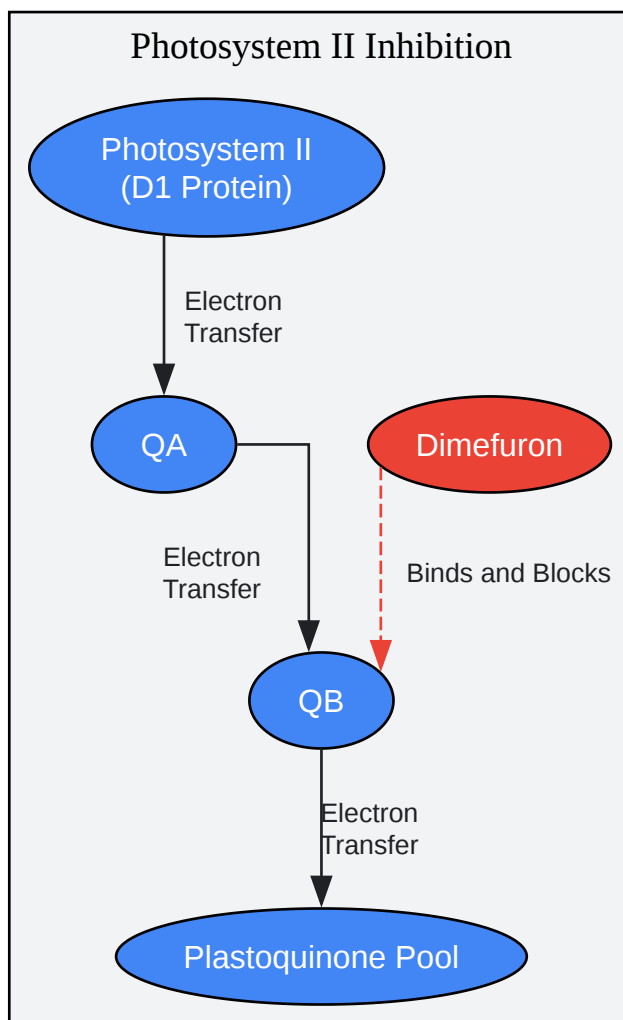 Photosystem II Inhibition
Photosystem II
(D1 Protein)
Electron
Transfer
QA
Dimefuron
Electron
Transfer
Binds and Blocks
QB
Electron
Transfer
Plastoquinone Pool